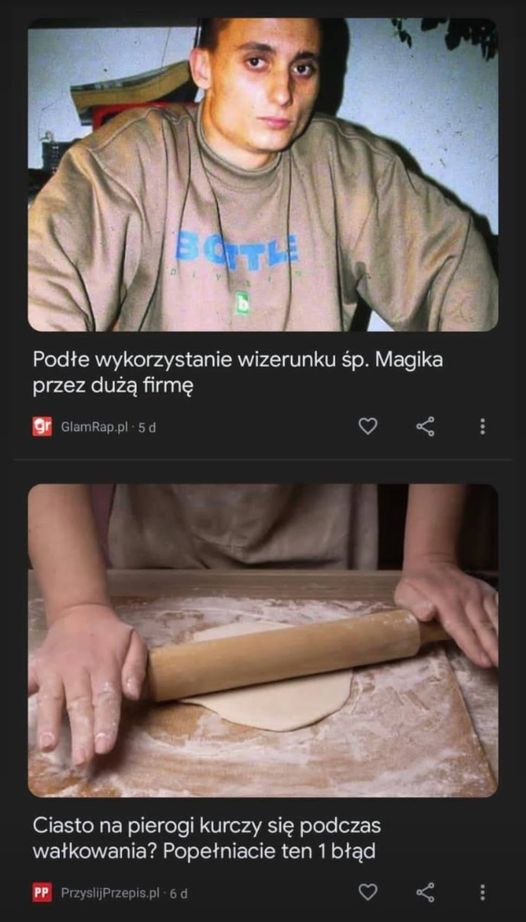 BOTTLE
b
Podłe wykorzystanie wizerunku śp. Magika
przez dużą firmę
gr GlamRap.pl · 5 d
Ciasto na pierogi kurczy się podczas
wałkowania? Popełniacie ten 1 błąd
PP PrzyslijPrzepis.pl · 6 d